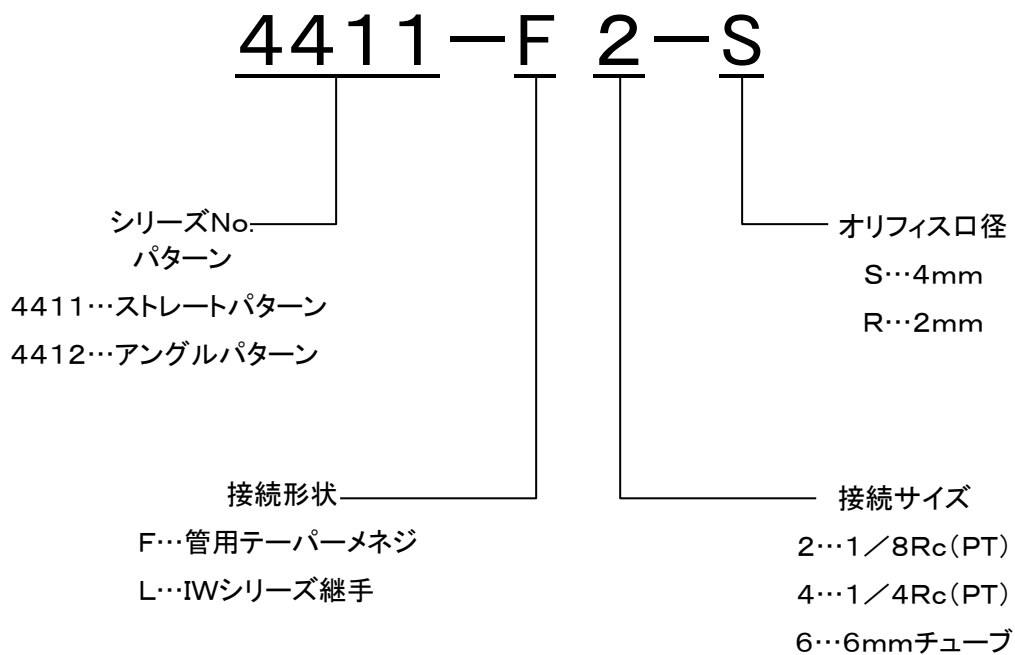 4411-F2-S
シリーズNo.
パターン
4411…ストレートパターン
4412…アングルパターン
オリフィス口径
S…4mm
R…2mm
接続形状
F…管用テーパーメネジ
L…IWシリーズ継手
接続サイズ
2…1/8Rc(PT)
4…1/4Rc(PT)
6…6mmチューブ